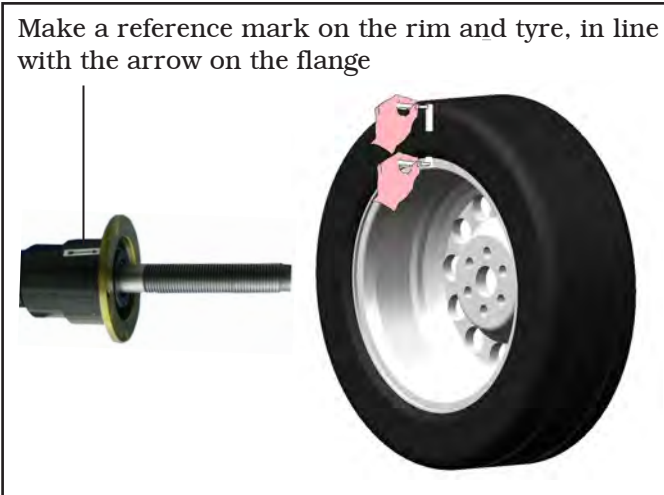 Make a reference mark on the rim and tyre, in line
with the arrow on the flange